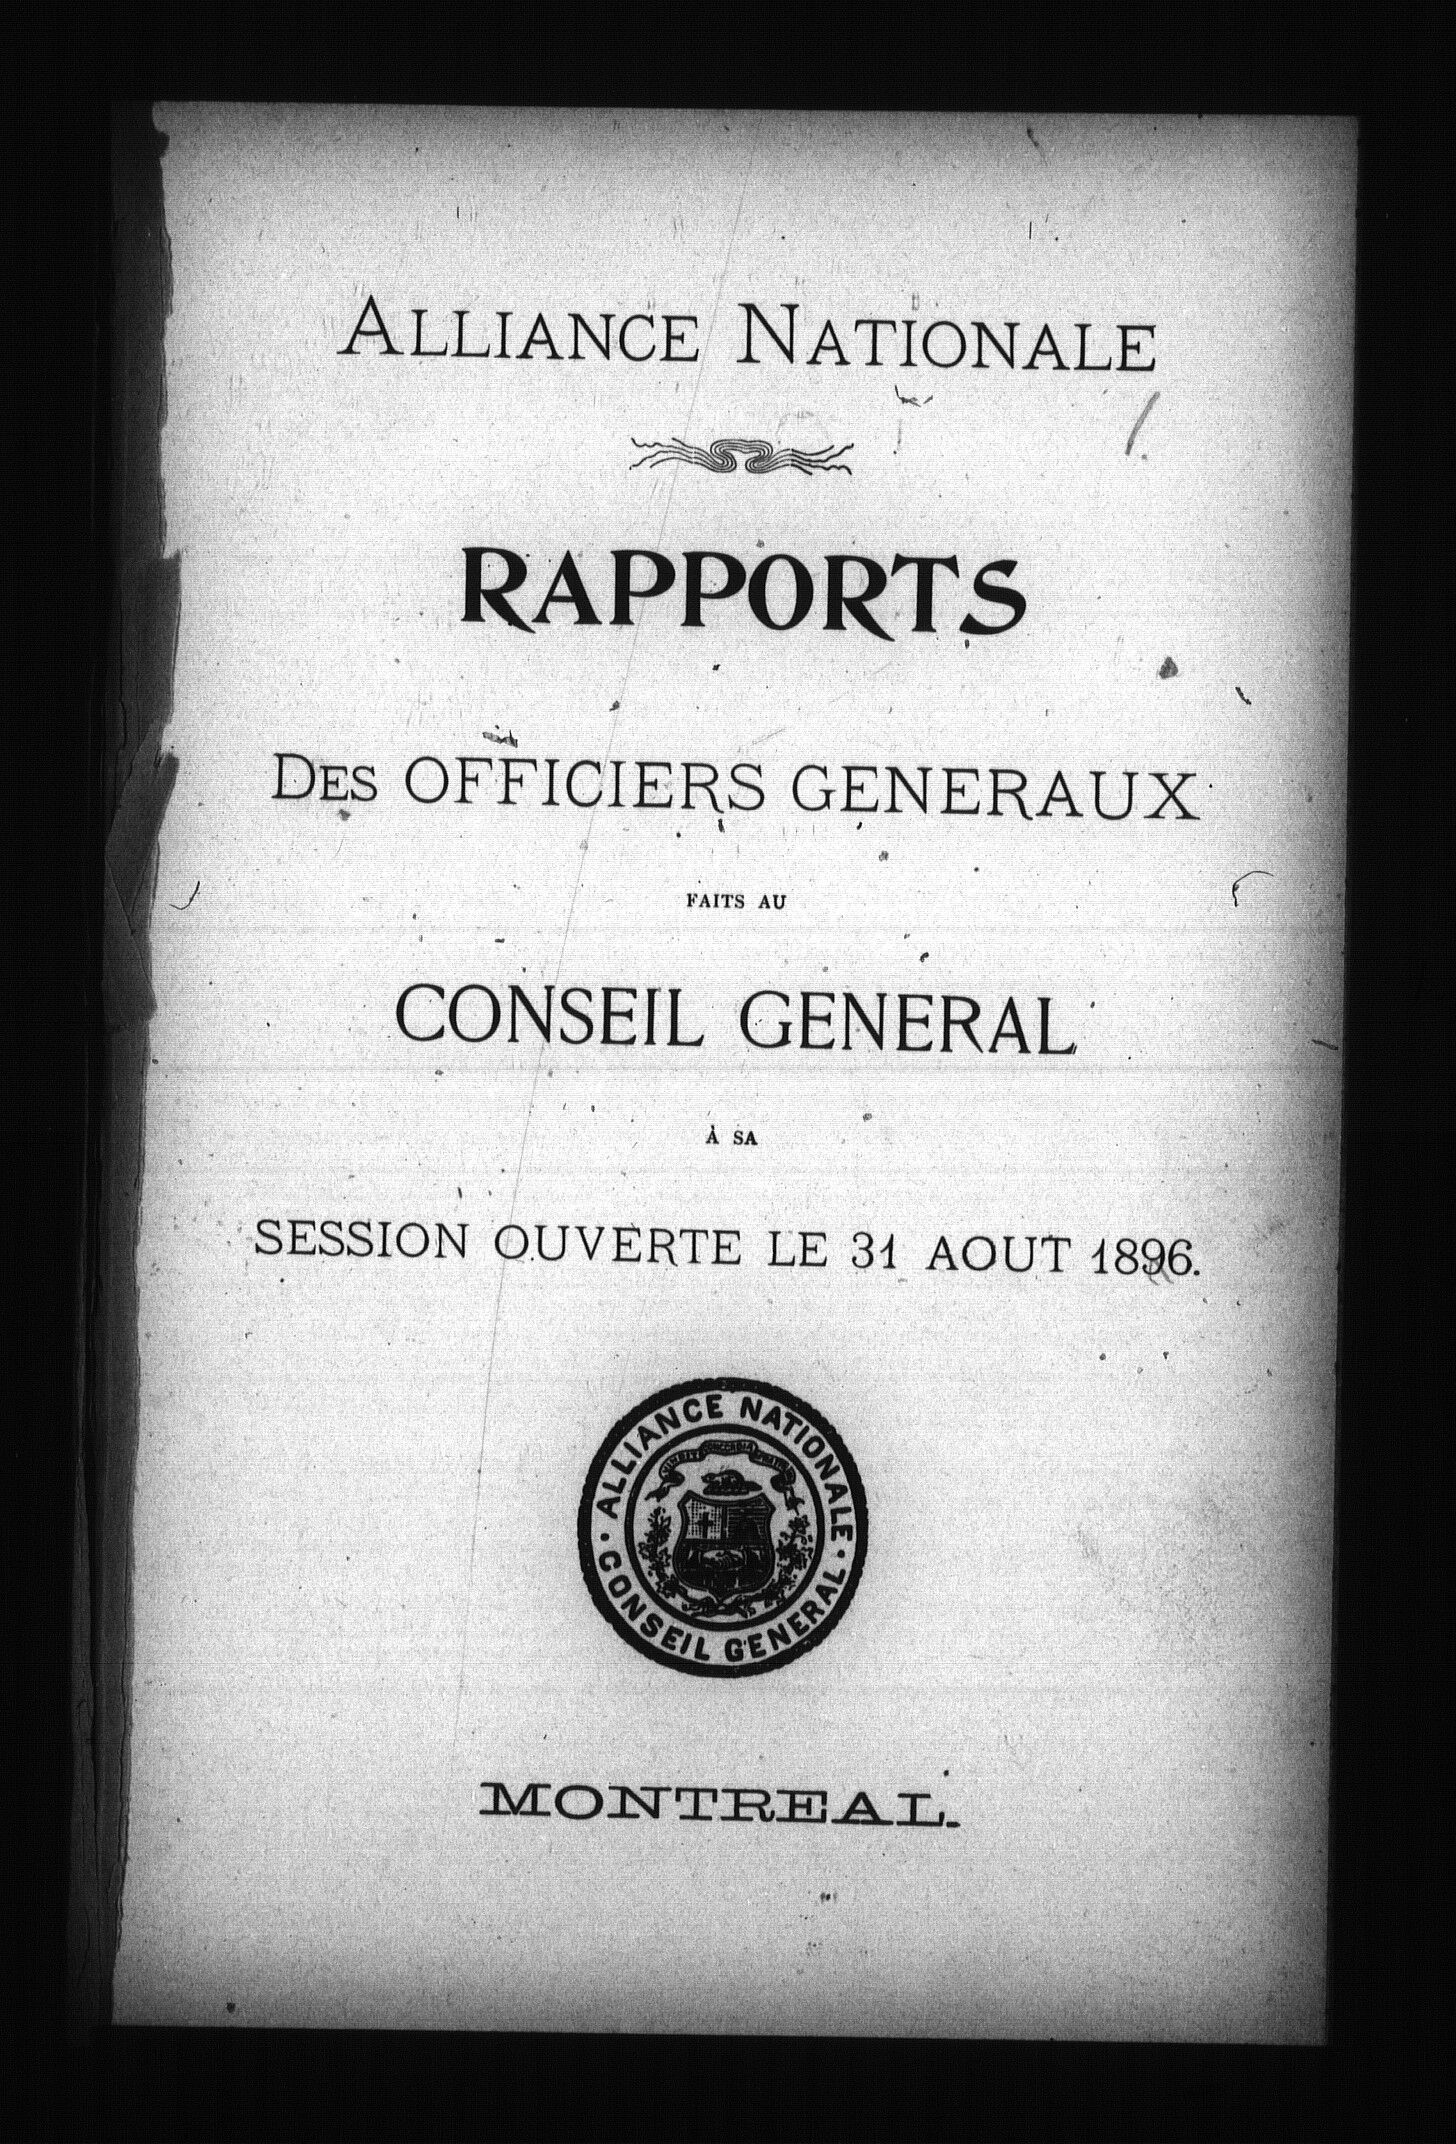 ALLIANCE NATIONALE
RAPPORTS
DES OFFICIERS GENERAUX
FAITS AU
CONSEIL GENERAL
À SA
SESSION OUVERTE LE 31 AOUT 1896.
ALLIANCE NATIONALE
CONCORDIA
· CONSEIL GENERAL ·
MONTREAL.